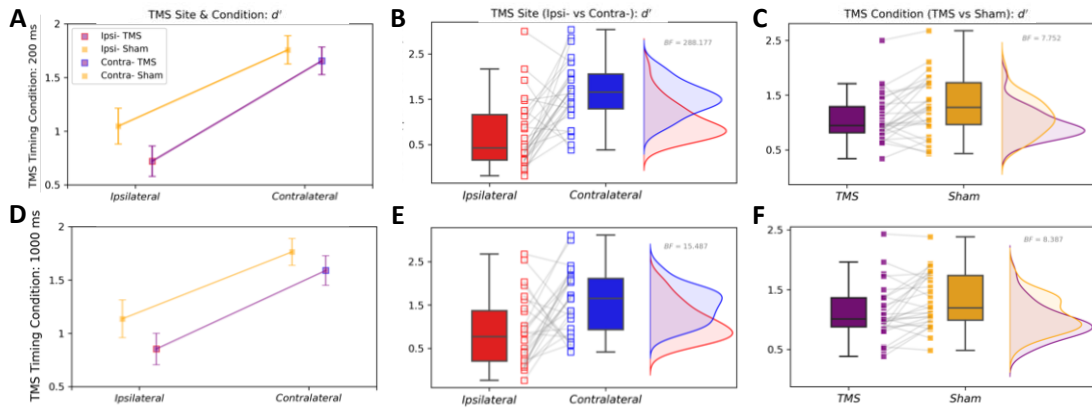 A
TMS Site & Condition: d'
TMS Timing Condition: 200 ms
2
1.5
1
0.5
Ipsi- TMS
Ipsi- Sham
Contra- TMS
Contra- Sham
Ipsilateral
Contralateral
B
TMS Site (Ipsi- vs Contra-): d'
BF = 288.177
2.5
1.5
0.5
Ipsilateral
Contralateral
C
TMS Condition (TMS vs Sham): d'
BF = 7.752
2.5
1.5
0.5
TMS
Sham
D
TMS Timing Condition: 1000 ms
2
1.5
1
0.5
Ipsilateral
Contralateral
E
BF = 15.487
2.5
1.5
0.5
Ipsilateral
Contralateral
F
BF = 8.387
2.5
1.5
0.5
TMS
Sham